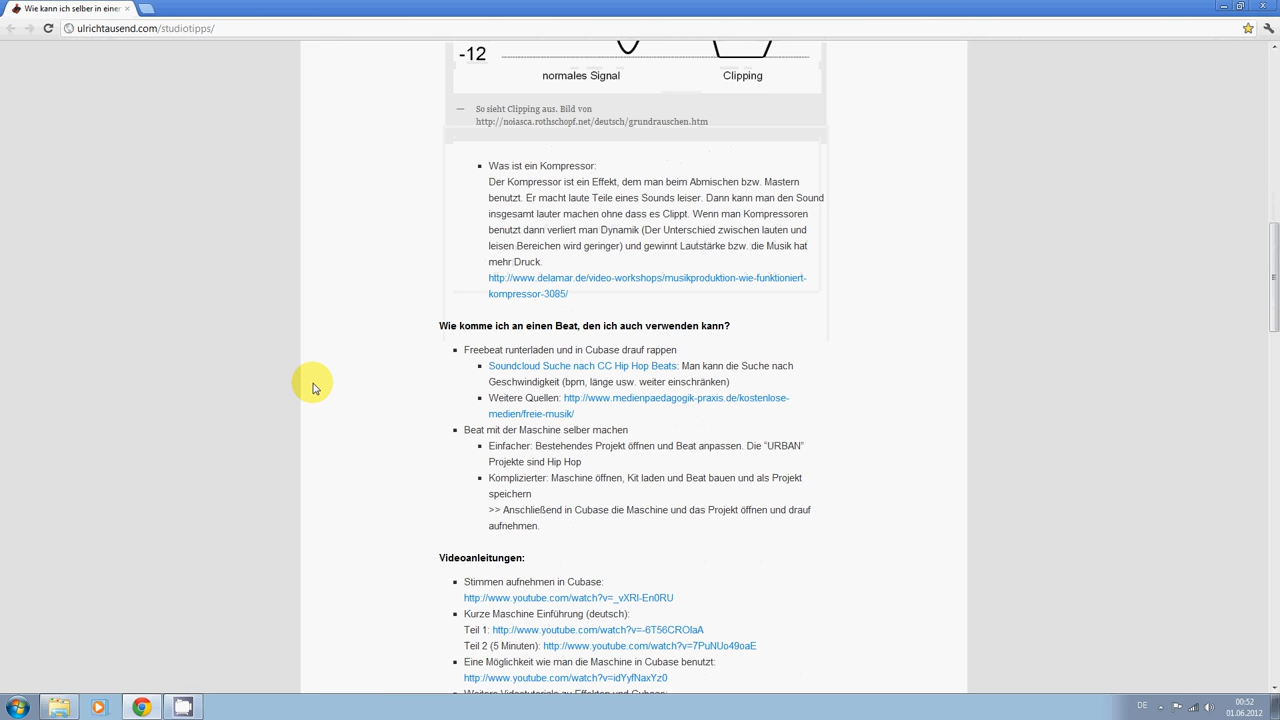 Wie kann ich selber in einer
ulrichtausend.com/studiotipps/
-12
normales Signal
Clipping
— So sieht Clipping aus. Bild von
http://noiasca.rothschopf.net/deutsch/grundrauschen.htm
Was ist ein Kompressor:
Der Kompressor ist ein Effekt, dem man beim Abmischen bzw. Mastern
benutzt. Er macht laute Teile eines Sounds leiser. Dann kann man den Sound
insgesamt lauter machen ohne dass es Clippt. Wenn man Kompressoren
benutzt dann verliert man Dynamik (Der Unterschied zwischen lauten und
leisen Bereichen wird geringer) und gewinnt Lautstärke bzw. die Musik hat
mehr Druck.
http://www.delamar.de/video-workshops/musikproduktion-wie-funktioniert-
kompressor-3085/
Wie komme ich an einen Beat, den ich auch verwenden kann?
Freebeat runterladen und in Cubase drauf rappen
Soundcloud Suche nach CC Hip Hop Beats: Man kann die Suche nach
Geschwindigkeit (bpm, länge usw. weiter einschränken)
Weitere Quellen: http://www.medienpaedagogik-praxis.de/kostenlose-
medien/freie-musik/
Beat mit der Maschine selber machen
Einfacher: Bestehendes Projekt öffnen und Beat anpassen. Die “URBAN”
Projekte sind Hip Hop
Komplizierter: Maschine öffnen, Kit laden und Beat bauen und als Projekt
speichern
>> Anschließend in Cubase die Maschine und das Projekt öffnen und drauf
aufnehmen.
Videoanleitungen:
Stimmen aufnehmen in Cubase:
http://www.youtube.com/watch?v=_vXRl-En0RU
Kurze Maschine Einführung (deutsch):
Teil 1: http://www.youtube.com/watch?v=-6T56CROlaA
Teil 2 (5 Minuten): http://www.youtube.com/watch?v=7PuNUo49oaE
Eine Möglichkeit wie man die Maschine in Cubase benutzt:
http://www.youtube.com/watch?v=idYyfNaxYz0
Weitere Videotutoriale zu Effekten und Cubase:
DE
00:52
01.06.2012